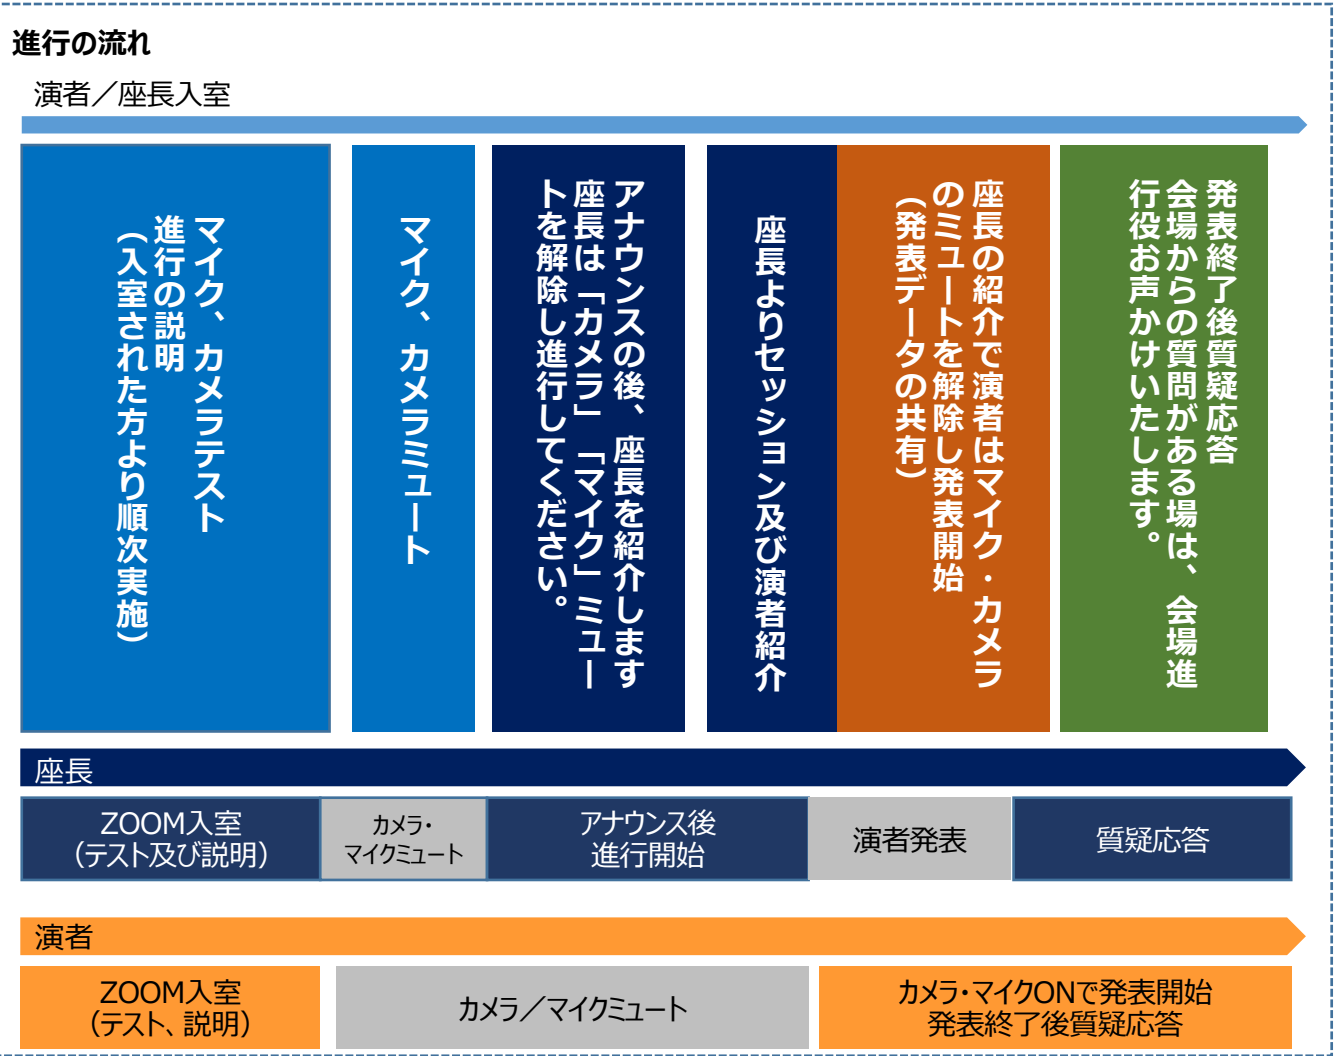 進行の流れ
演者／座長入室
マイク、カメラテスト
進行の説明
（入室された方より順次実施）
マイク、カメラミュート
アナウンスの後、座長を紹介します
座長は「カメラ」「マイク」ミュー
トを解除し進行してください。
座長よりセッション及び演者紹介
座長の紹介で演者はマイク・カメラ
のミュートを解除し発表開始
（発表データの共有）
発表終了後質疑応答
会場からの質問がある場は、会場進
行役お声かけいたします。
座長
ZOOM入室
（テスト及び説明）
カメラ・
マイクミュート
アナウンス後
進行開始
演者発表
質疑応答
演者
ZOOM入室
（テスト、説明）
カメラ／マイクミュート
カメラ・マイクONで発表開始
発表終了後質疑応答